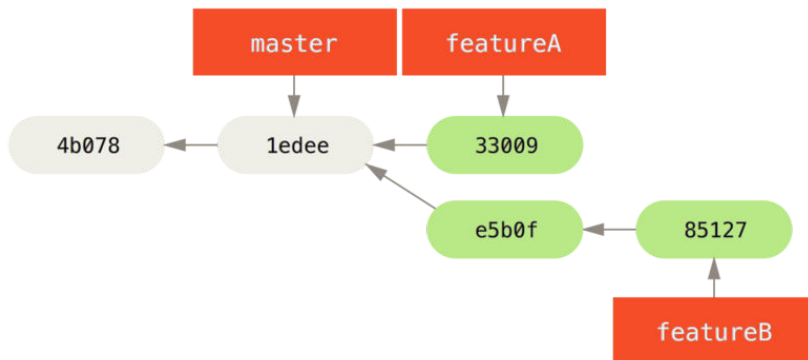 master
featureA
4b078
1edee
33009
e5b0f
85127
featureB